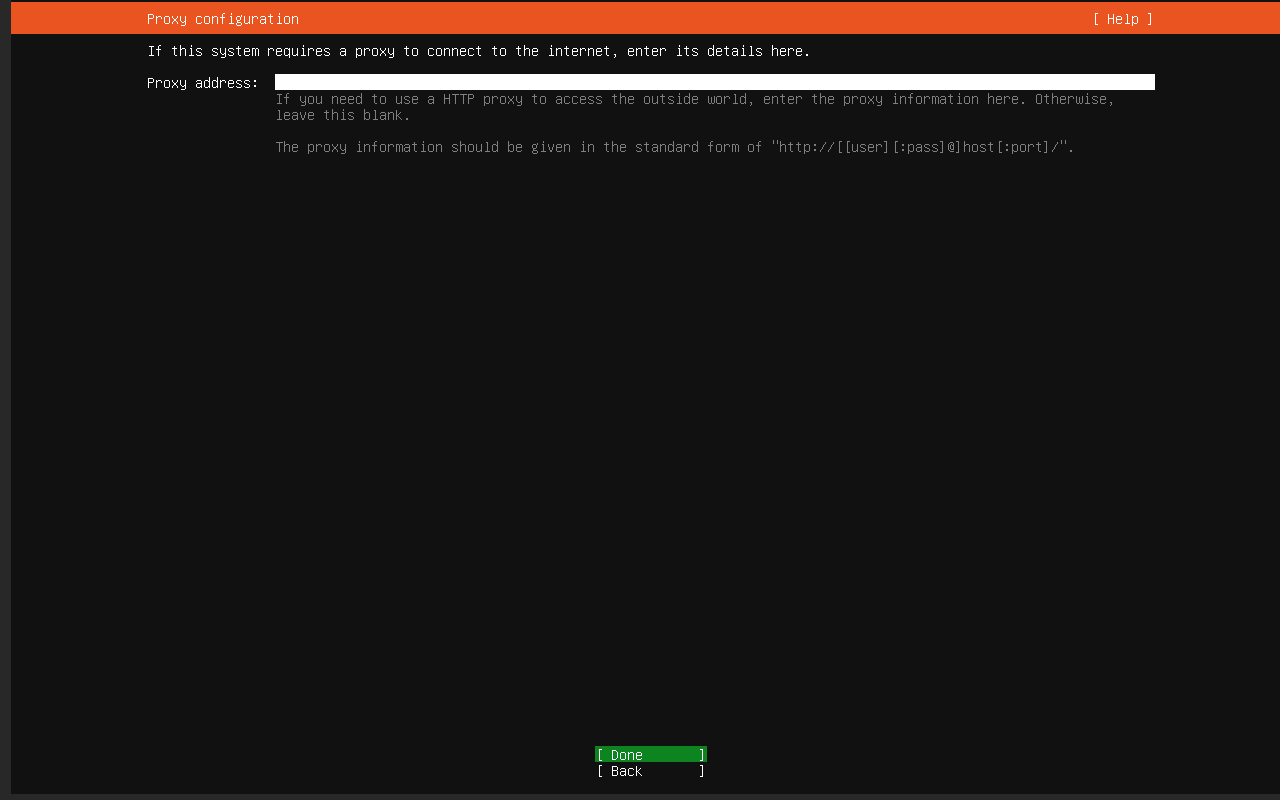 Proxy configuration [ Help ]
If this system requires a proxy to connect to the internet, enter its details here.
Proxy address:
If you need to use a HTTP proxy to access the outside world, enter the proxy information here. Otherwise,
leave this blank.
The proxy information should be given in the standard form of "http://[[user][:pass]@]host[:port]/".
[ Done ]
[ Back ]